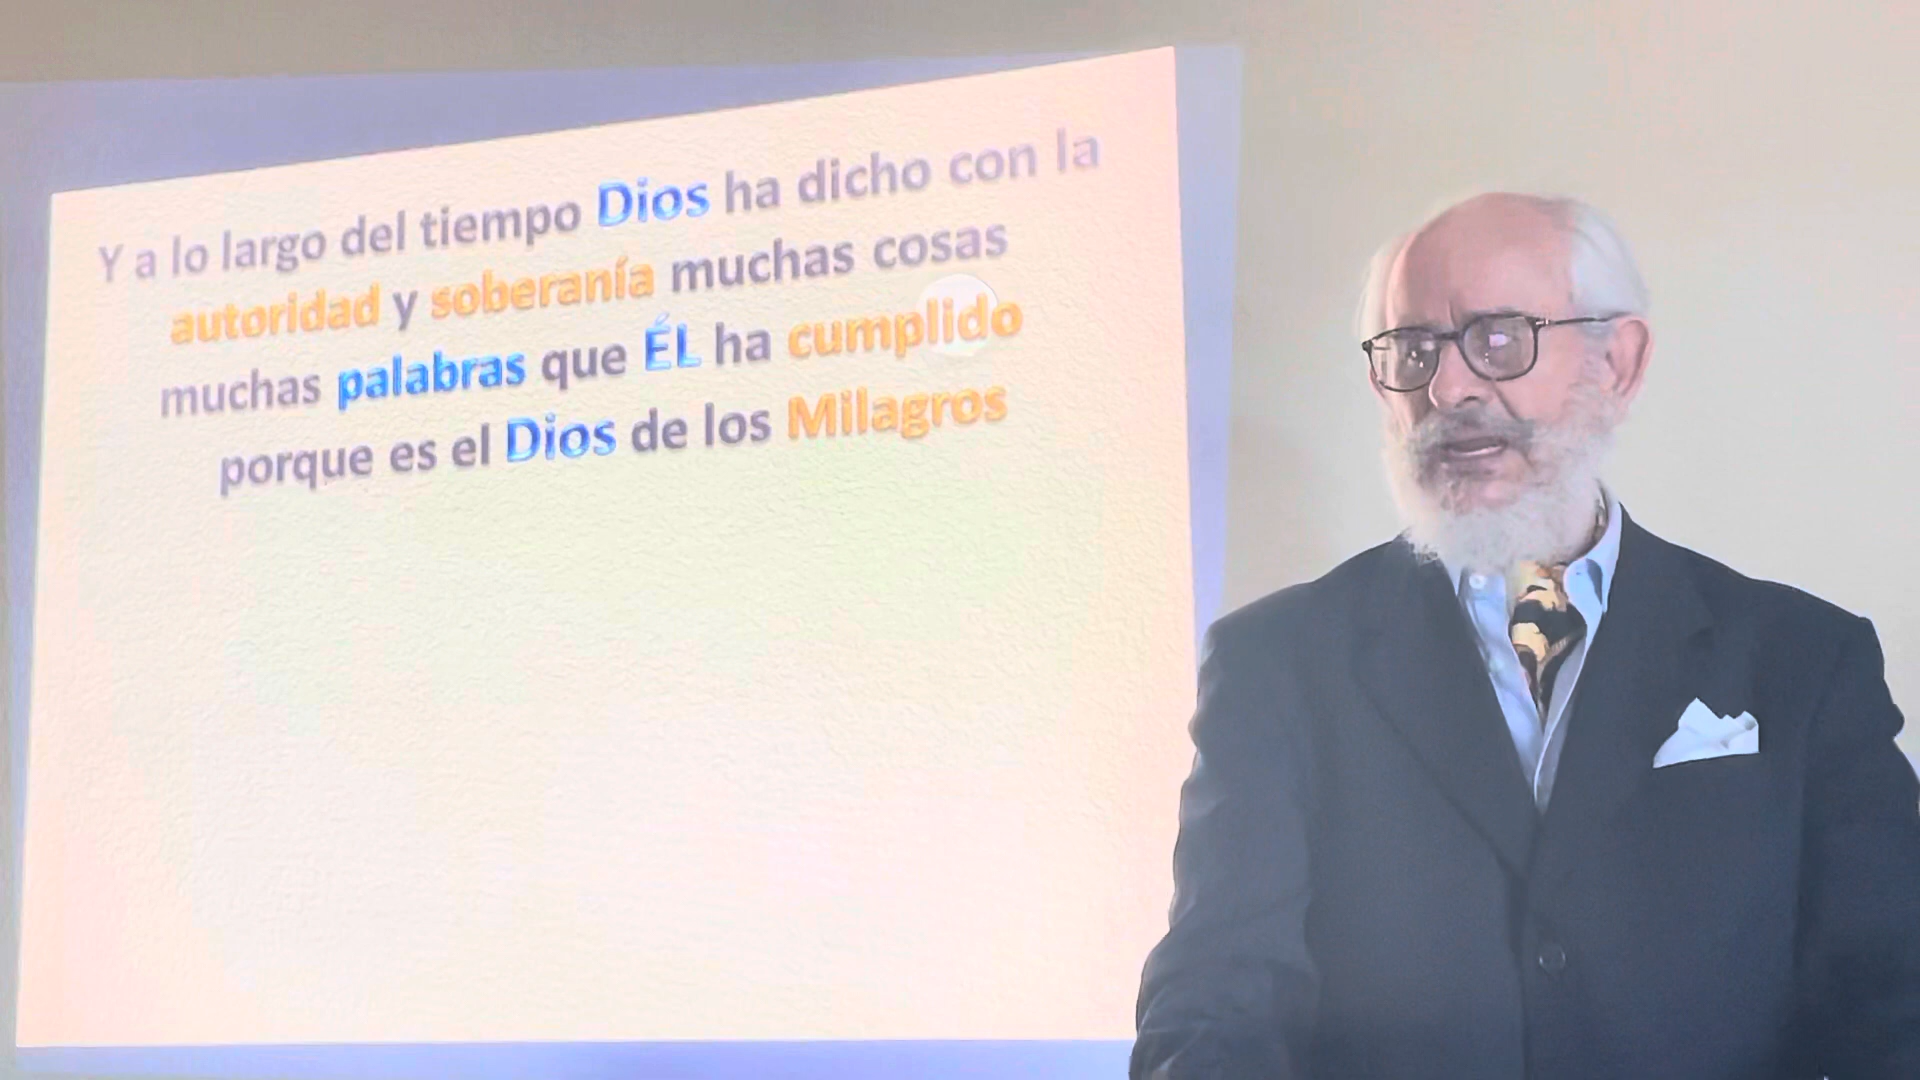 Y a lo largo del tiempo Dios ha dicho con la
autoridad y soberanía muchas cosas
muchas palabras que ÉL ha cumplido
porque es el Dios de los Milagros